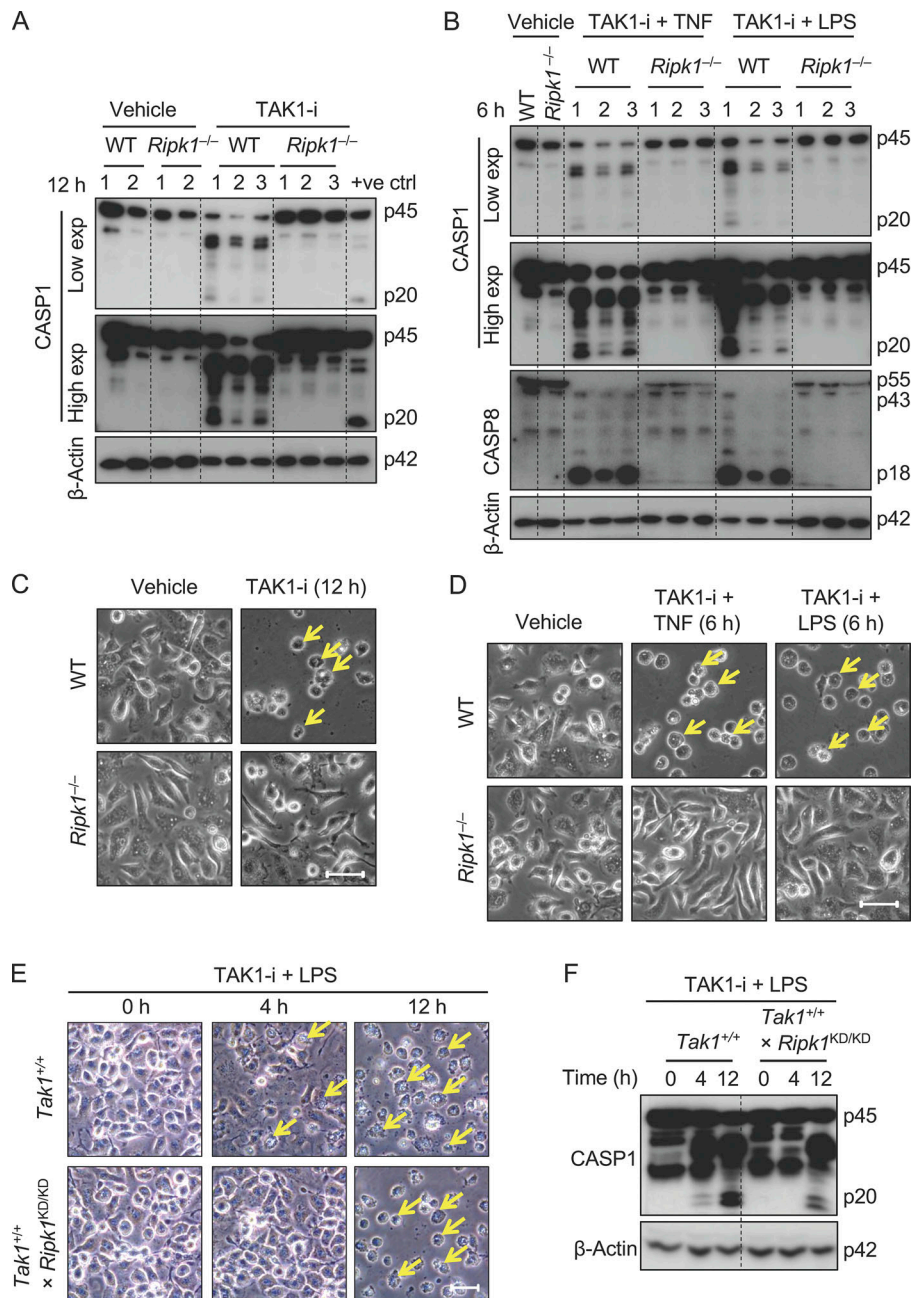 A
Vehicle TAK1-i
WT Ripk1–/– WT Ripk1–/–
12 h 1 2 1 2 1 2 3 1 2 3 +ve ctrl
CASP1
Low exp
p45
p20
High exp
p45
p20
β-Actin
p42
B
Vehicle TAK1-i + TNF TAK1-i + LPS
WT Ripk1–/– WT Ripk1–/– WT Ripk1–/–
6 h 1 2 3 1 2 3 1 2 3 1 2 3
CASP1
Low exp
p45
p20
High exp
p45
p20
CASP8
p55
p43
p18
β-Actin
p42
C
Vehicle TAK1-i (12 h)
WT
Ripk1–/–
D
Vehicle
TAK1-i +
TNF (6 h)
TAK1-i +
LPS (6 h)
WT
Ripk1–/–
E
TAK1-i + LPS
0 h 4 h 12 h
Tak1+/+
Tak1+/+
× Ripk1KD/KD
F
TAK1-i + LPS
Tak1+/+
Tak1+/+
× Ripk1KD/KD
Time (h) 0 4 12 0 4 12
CASP1
p45
p20
β-Actin
p42